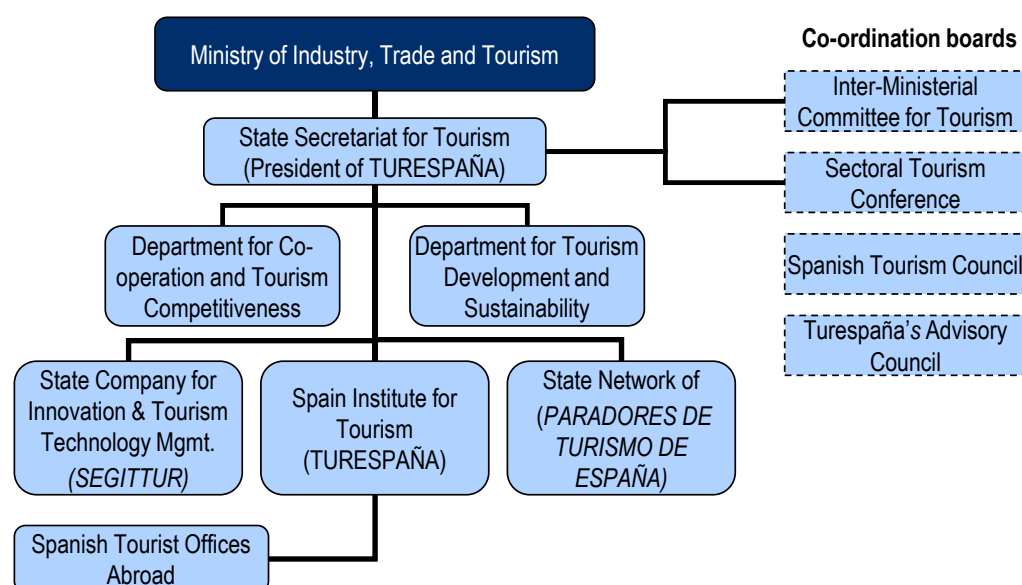 Ministry of Industry, Trade and Tourism
State Secretariat for Tourism
(President of TURESPAÑA)
Department for Co-
operation and Tourism
Competitiveness
Department for Tourism
Development and
Sustainability
State Company for
Innovation & Tourism
Technology Mgmt.
(SEGITTUR)
Spain Institute for
Tourism
(TURESPAÑA)
State Network of
(PARADORES DE
TURISMO DE
ESPAÑA)
Spanish Tourist Offices
Abroad
Co-ordination boards
Inter-Ministerial
Committee for Tourism
Sectoral Tourism
Conference
Spanish Tourism Council
Turespaña's Advisory
Council